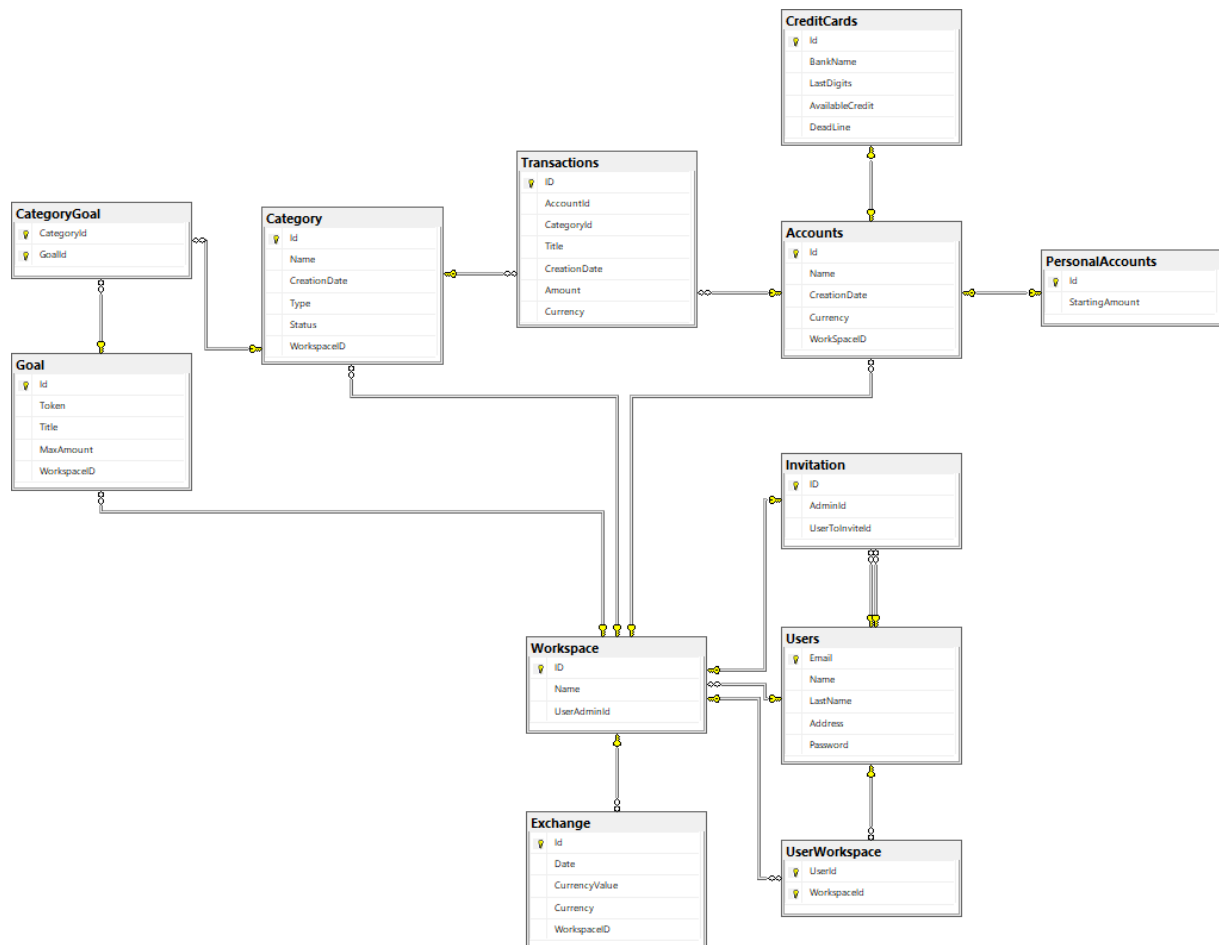 CreditCards
Id
BankName
LastDigits
AvailableCredit
DeadLine
Transactions
ID
AccountId
CategoryId
Title
CreationDate
Amount
Currency
CategoryGoal
CategoryId
GoalId
Category
Id
Name
CreationDate
Type
Status
WorkspaceID
Accounts
Id
Name
CreationDate
Currency
WorkSpaceID
PersonalAccounts
Id
StartingAmount
Goal
Id
Token
Title
MaxAmount
WorkspaceID
Invitation
ID
AdminId
UserToInviteId
Workspace
ID
Name
UserAdminId
Users
Email
Name
LastName
Address
Password
Exchange
Id
Date
CurrencyValue
Currency
WorkspaceID
UserWorkspace
UserId
WorkspaceId